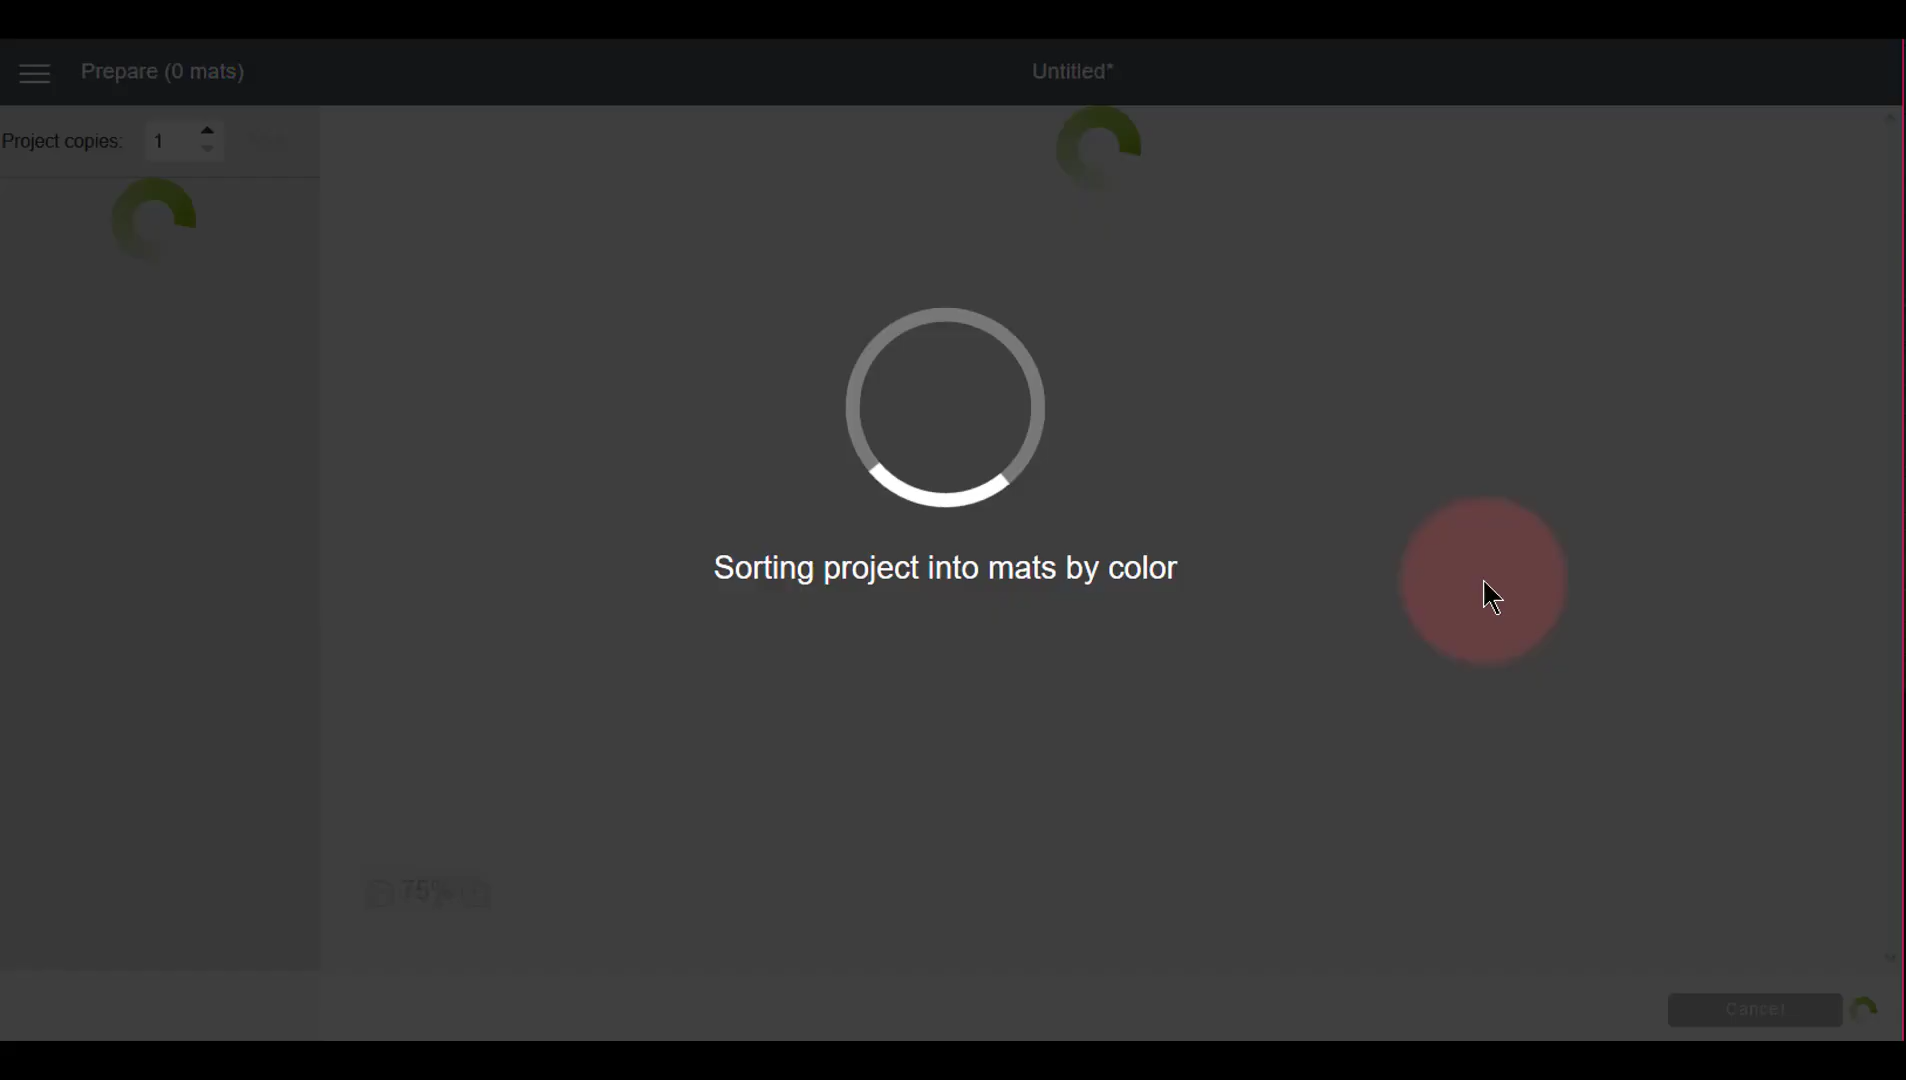 Prepare (0 mats)
Untitled*
Project copies: 1
Sorting project into mats by color
75%
Cancel